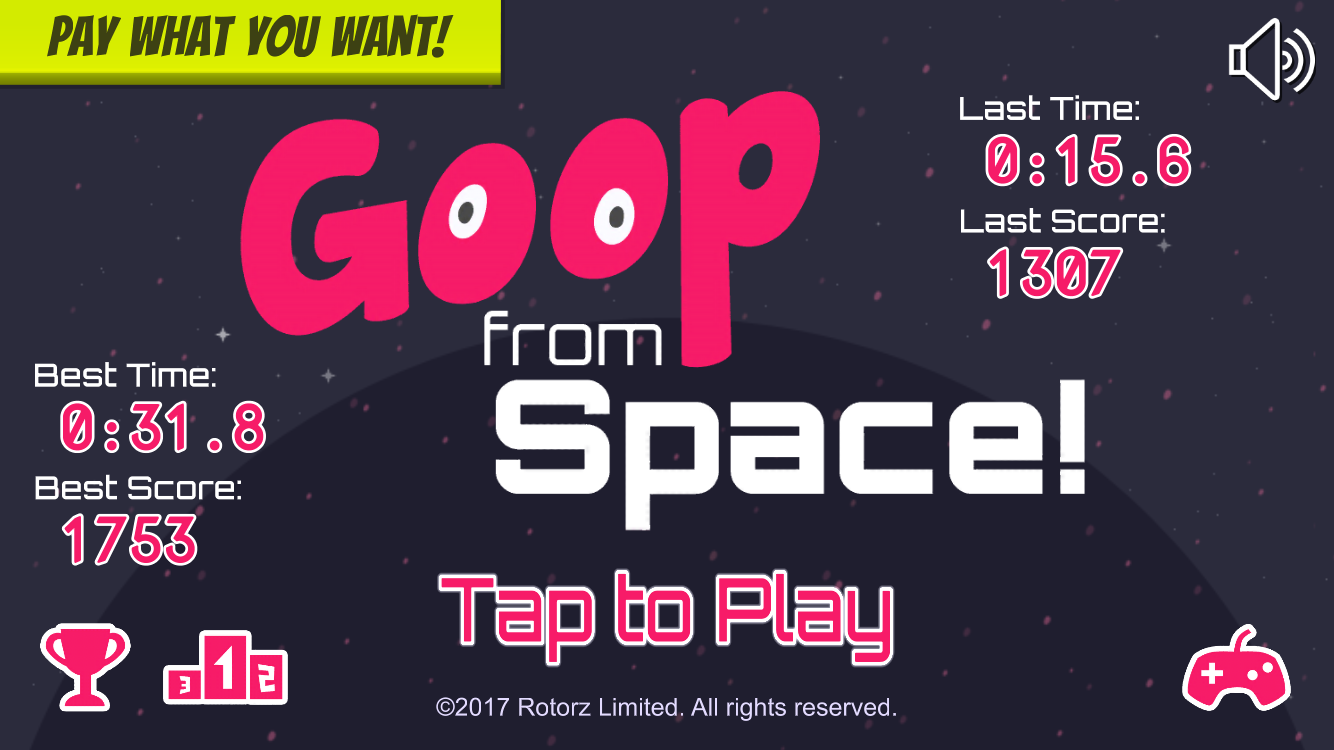 PAY WHAT YOU WANT!
Last Time:
0:15.6
Last Score:
1307
Goop
from
Space!
Best Time:
0:31.8
Best Score:
1753
Tap to Play
3 1 2
©2017 Rotorz Limited. All rights reserved.